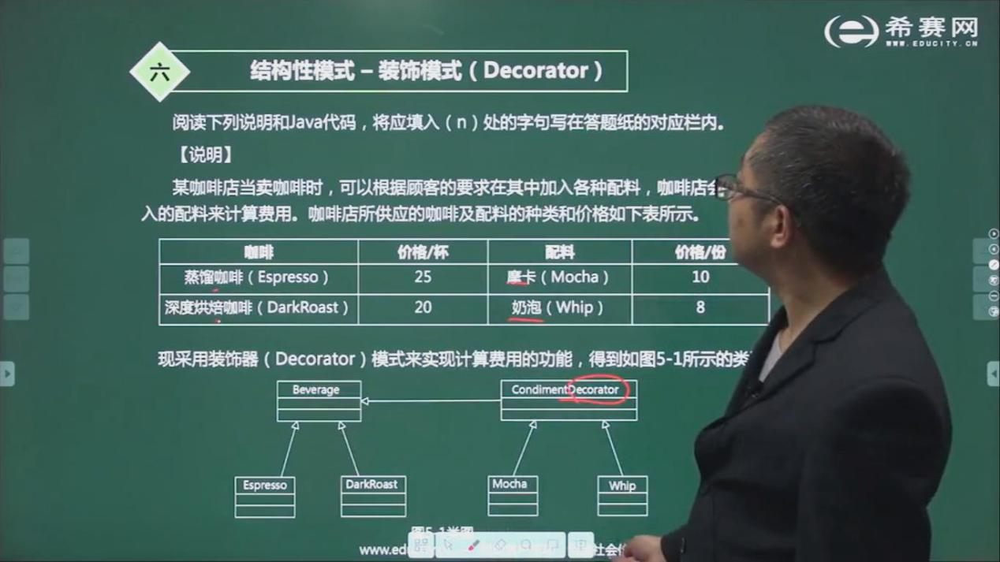 希赛网
WWW.EDUCITY.CN
六
结构性模式 – 装饰模式（Decorator）
阅读下列说明和Java代码，将应填入（n）处的字句写在答题纸的对应栏内。
【说明】
某咖啡店当卖咖啡时，可以根据顾客的要求在其中加入各种配料，咖啡店会
入的配料来计算费用。咖啡店所供应的咖啡及配料的种类和价格如下表所示。
咖啡 价格/杯 配料 价格/份
蒸馏咖啡（Espresso） 25 摩卡（Mocha） 10
深度烘焙咖啡（DarkRoast） 20 奶泡（Whip） 8
现采用装饰器（Decorator）模式来实现计算费用的功能，得到如图5-1所示的类
Beverage CondimentDecorator
Espresso DarkRoast Mocha Whip
图5-1类图
www.edu